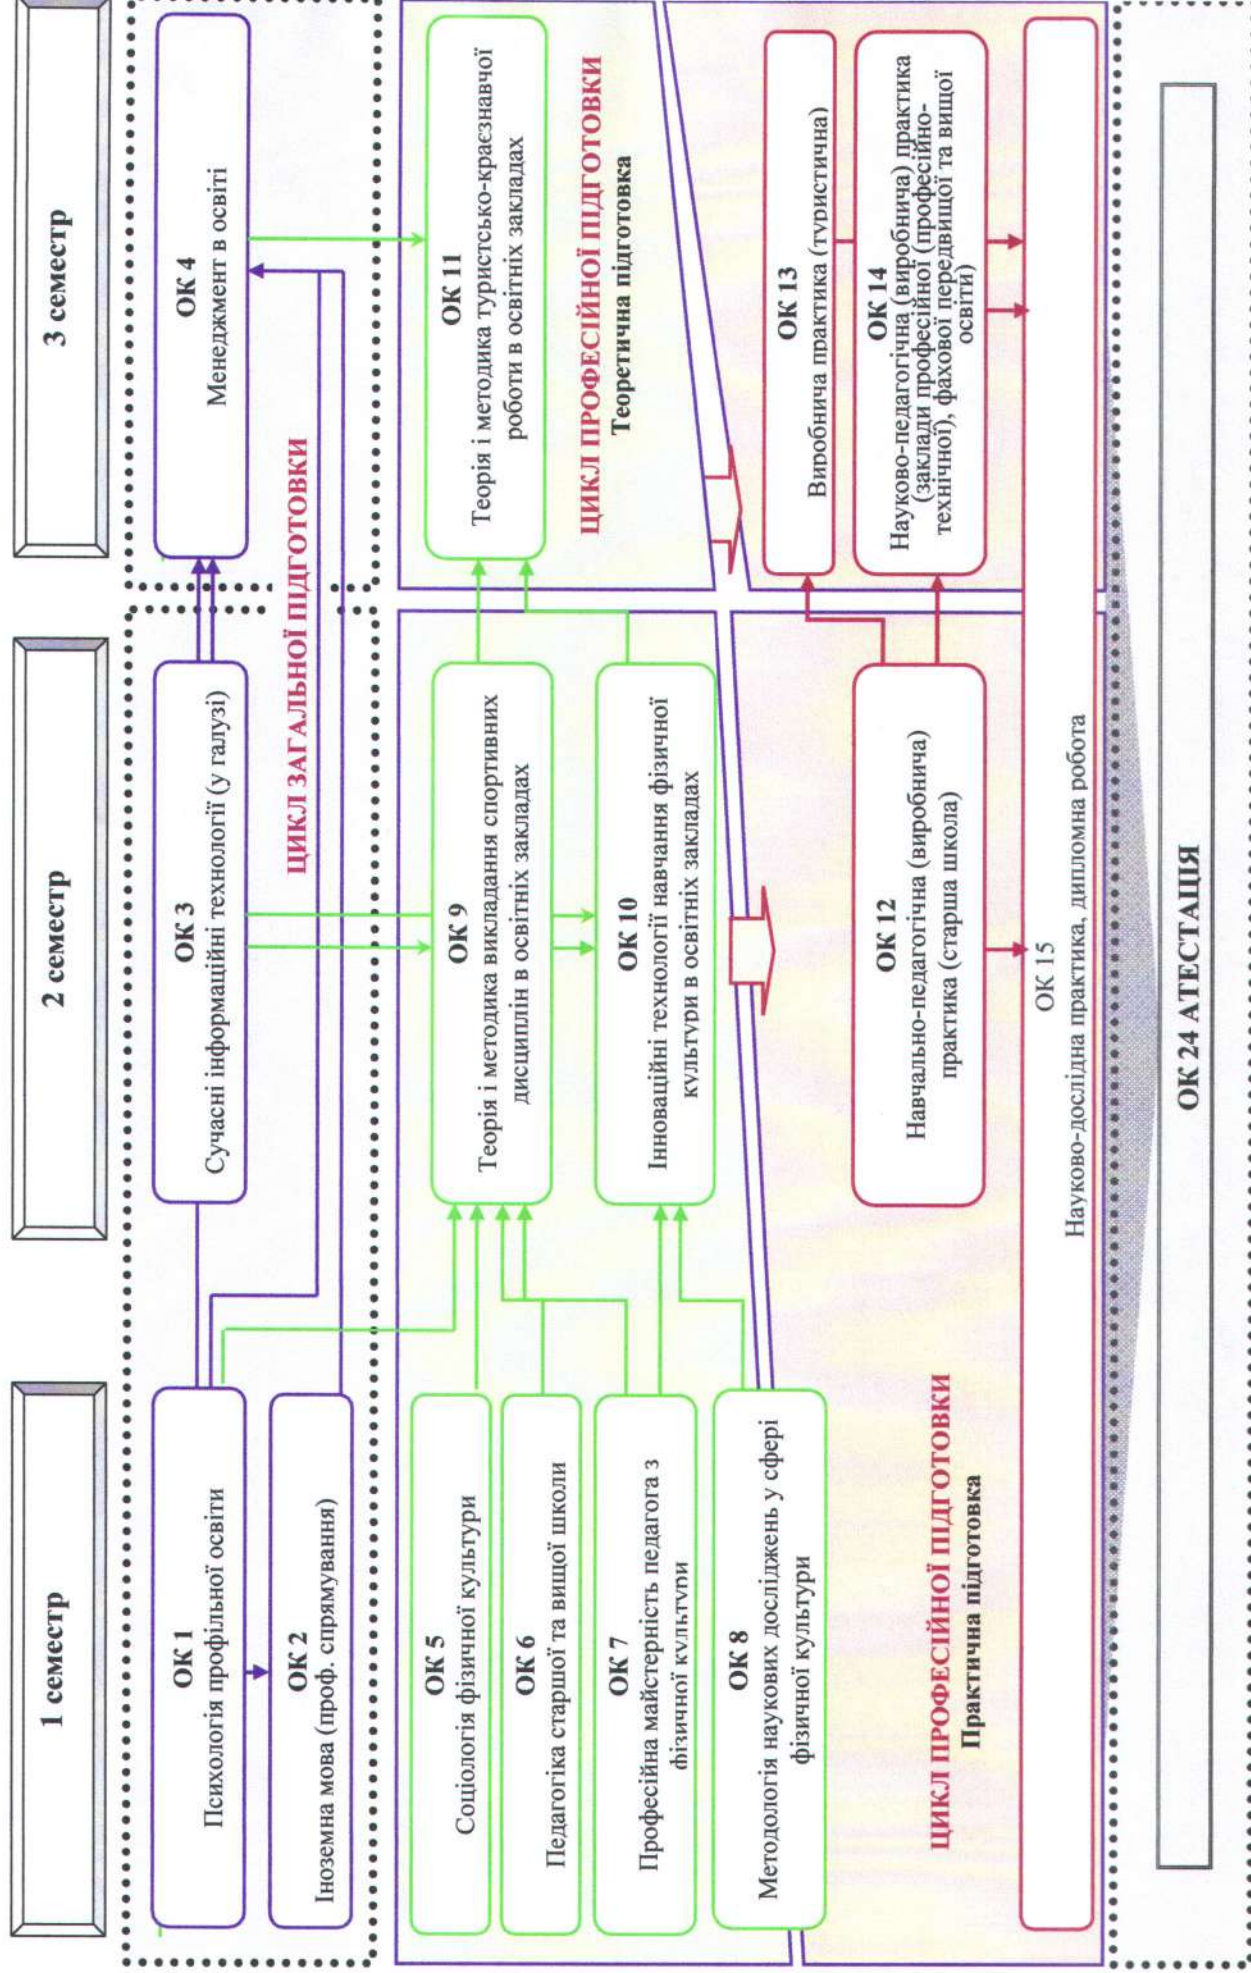 1 семестр
2 семестр
3 семестр
ОК 1
Психологія профільної освіти
ОК 2
Іноземна мова (проф. спрямування)
ОК 3
Сучасні інформаційні технології (у галузі)
ОК 4
Менеджмент в освіті
ЦИКЛ ЗАГАЛЬНОЇ ПІДГОТОВКИ
ОК 5
Соціологія фізичної культури
ОК 6
Педагогіка старшої та вищої школи
ОК 7
Професійна майстерність педагога з
фізичної культури
ОК 8
Методологія наукових досліджень у сфері
фізичної культури
ОК 9
Теорія і методика викладання спортивних
дисциплін в освітніх закладах
ОК 10
Інноваційні технології навчання фізичної
культури в освітніх закладах
ОК 11
Теорія і методика туристсько-краєзнавчої
роботи в освітніх закладах
ЦИКЛ ПРОФЕСІЙНОЇ ПІДГОТОВКИ
Теоретична підготовка
ЦИКЛ ПРОФЕСІЙНОЇ ПІДГОТОВКИ
Практична підготовка
ОК 12
Навчально-педагогічна (виробнича)
практика (старша школа)
ОК 13
Виробнича практика (туристична)
ОК 14
Науково-педагогічна (виробнича) практика
(заклади професійної (професійно-
технічної), фахової передвищої та вищої
освіти)
ОК 15
Науково-дослідна практика, дипломна робота
ОК 24 АТЕСТАЦІЯ